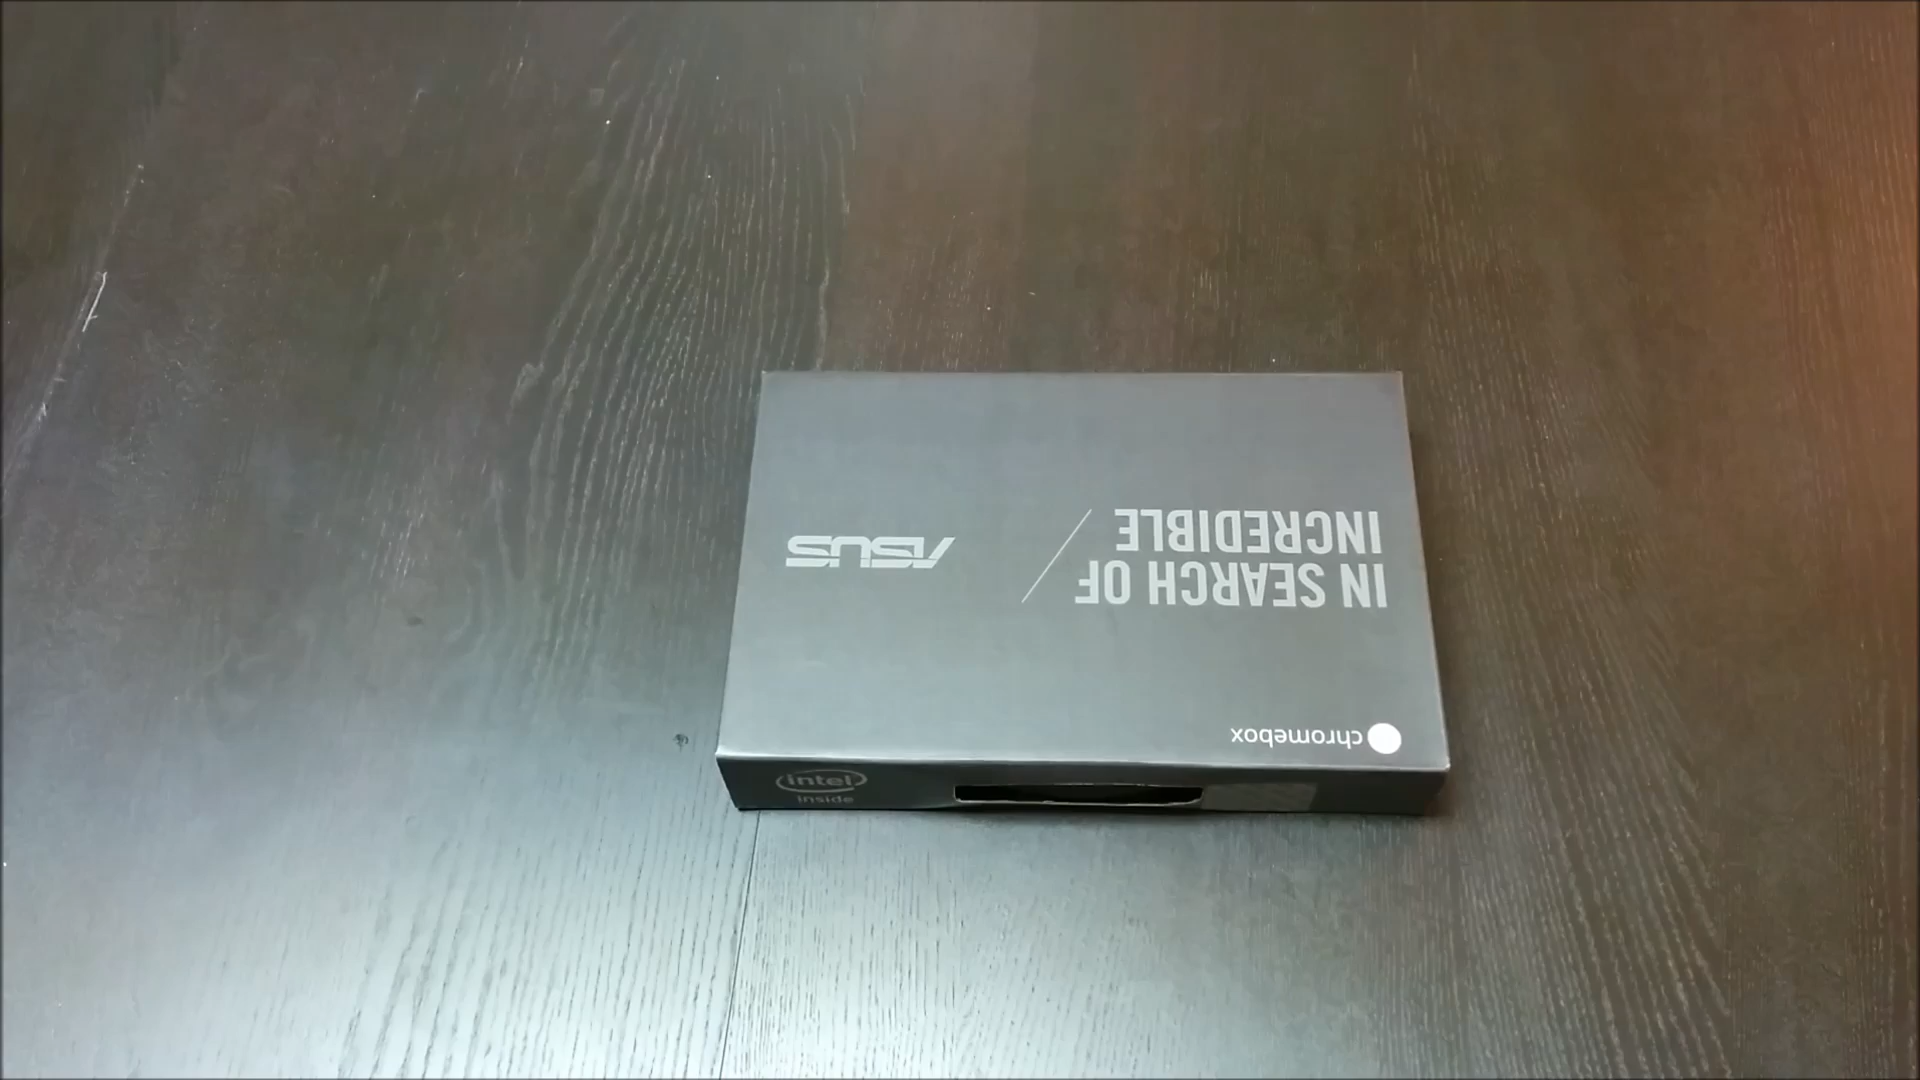 IN SEARCH OF
INCREDIBLE
ASUS
chromebox
intel
inside